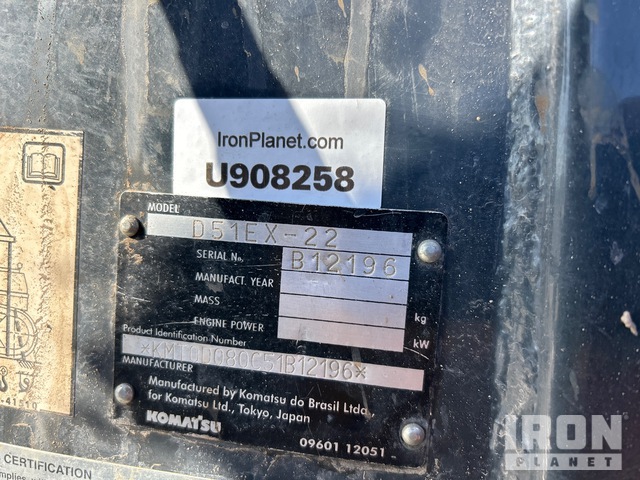 IronPlanet.com
U908258
MODEL
D51EX-22
SERIAL No.
B12196
MANUFACT. YEAR
MASS
kg
ENGINE POWER
kW
Product Identification Number
*KMT0D080C51B12196*
MANUFACTURER
Manufactured by Komatsu do Brasil Ltda.,
for Komatsu Ltd., Tokyo, Japan
KOMATSU
09601 12051
CERTIFICATION
IRON
PLANET